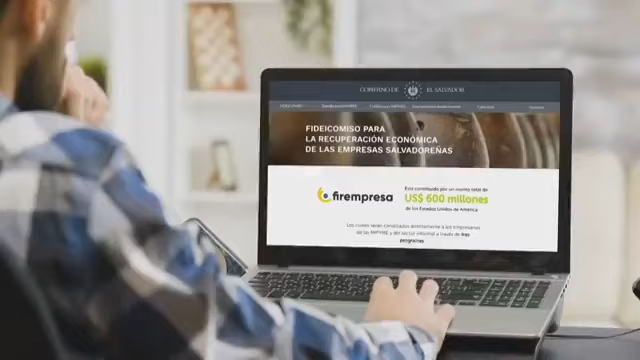 GOBIERNO DE EL SALVADOR
FIDEICOMISO PARA
LA RECUPERACIÓN ECONÓMICA
DE LAS EMPRESAS SALVADOREÑAS
firempresa
Está constituido por un monto total de
US$ 600 millones
de los Estados Unidos de América
Los cuales serán canalizados directamente a los empresarios
de las MIPYME y del sector informal a través de tres
programas